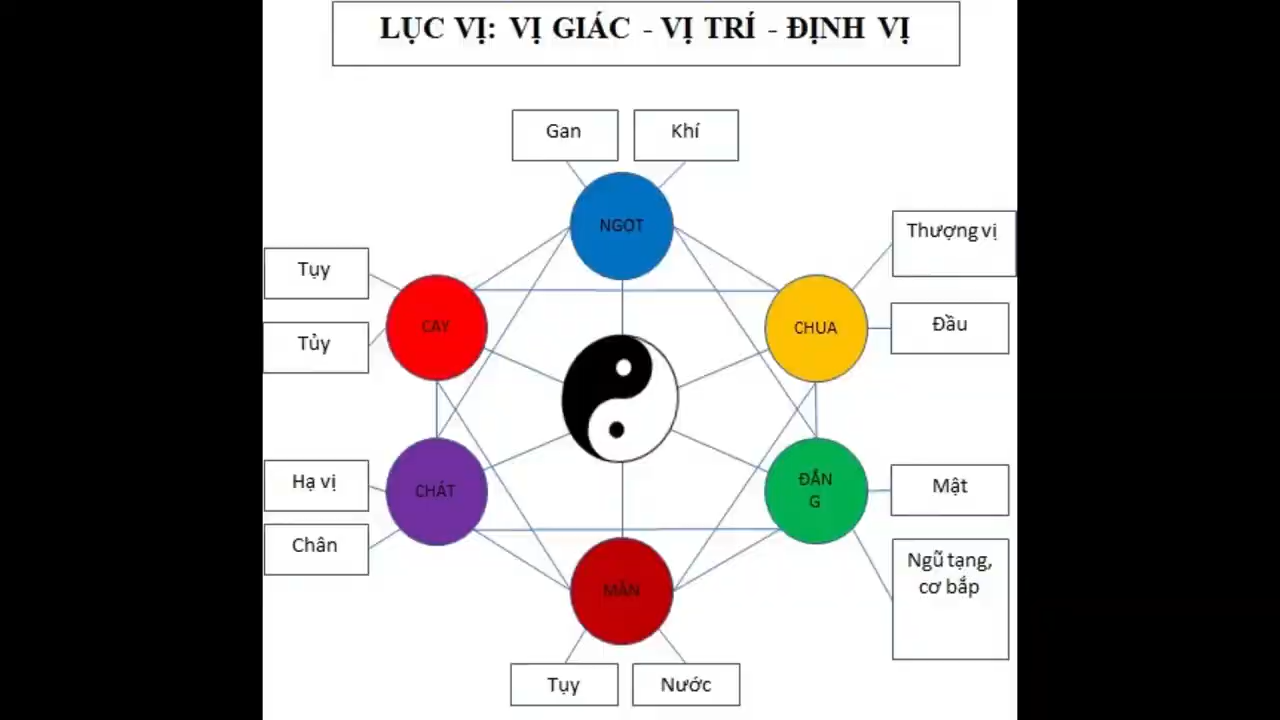 LỤC VỊ: VỊ GIÁC - VỊ TRÍ - ĐỊNH VỊ
Gan
Khí
NGỌT
Thượng vị
Tụy
CAY
CHUA
Đầu
Tủy
Hạ vị
CHÁT
ĐẮN
G
Mật
Chân
Ngũ tạng,
cơ bắp
MẶN
Tụy
Nước